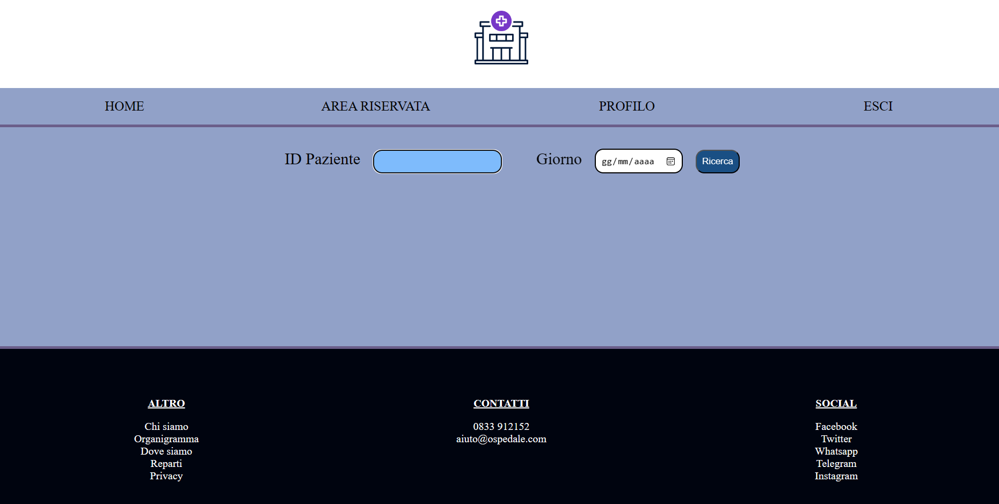 HOME AREA RISERVATA PROFILO ESCI
ID Paziente Giorno gg/mm/aaaa Ricerca
ALTRO
Chi siamo
Organigramma
Dove siamo
Reparti
Privacy
CONTATTI
0833 912152
aiuto@ospedale.com
SOCIAL
Facebook
Twitter
Whatsapp
Telegram
Instagram